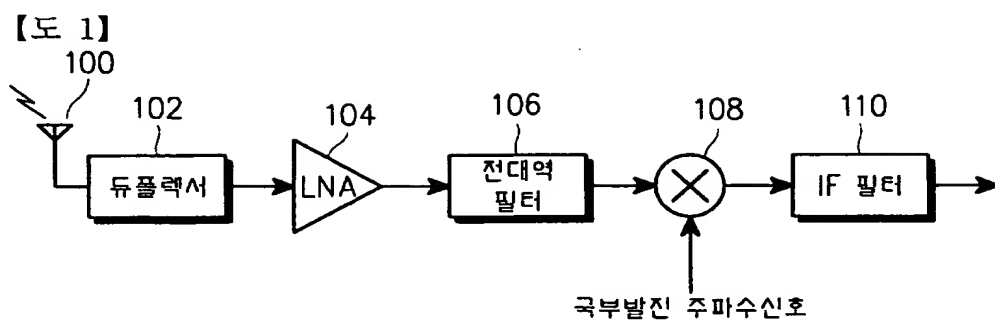 【도 1】
100
102
104
106
108
110
듀플렉서
LNA
전대역
필터
IF 필터
국부발진 주파수신호